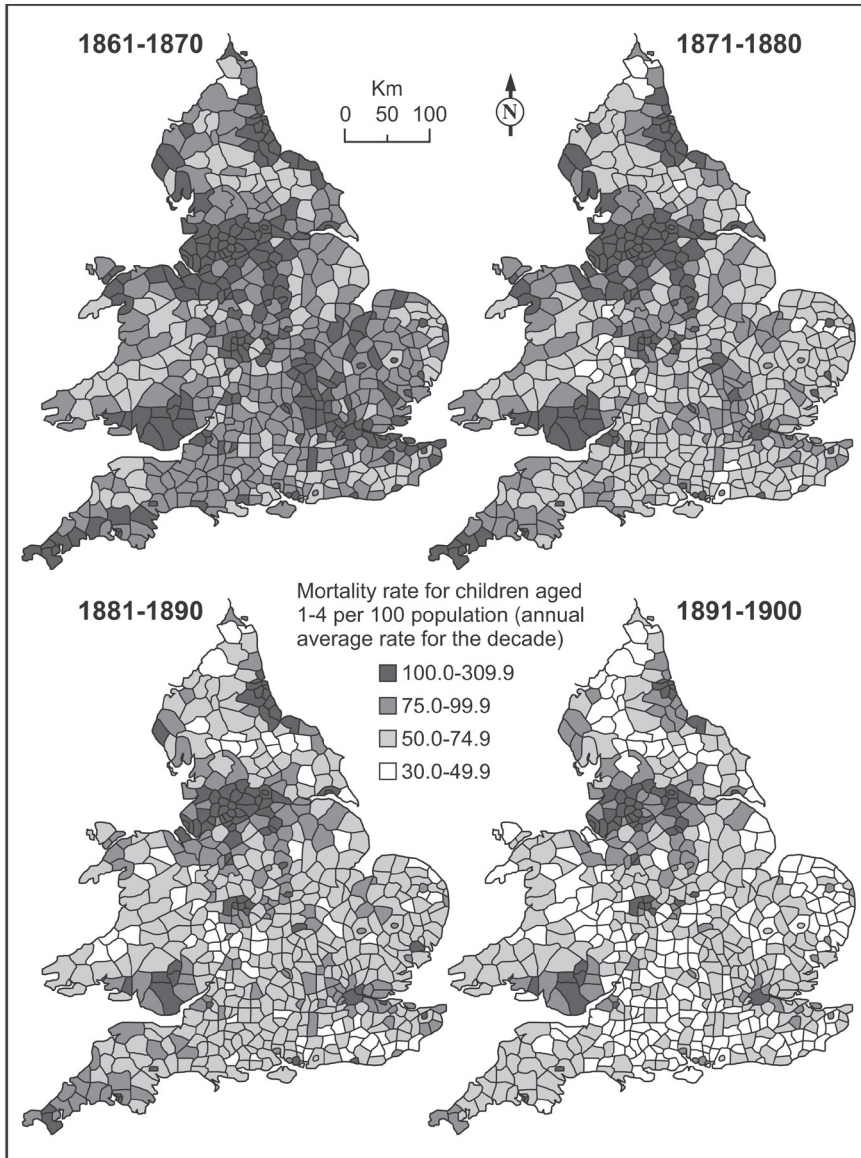 1861-1870
1871-1880
Km
0 50 100
N
1881-1890
Mortality rate for children aged
1-4 per 100 population (annual
average rate for the decade)
100.0-309.9
75.0-99.9
50.0-74.9
30.0-49.9
1891-1900